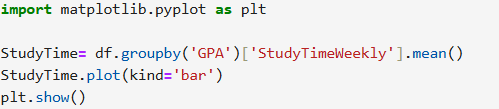 import matplotlib.pyplot as plt
StudyTime= df.groupby('GPA')['StudyTimeWeekly'].mean()
StudyTime.plot(kind='bar')
plt.show()